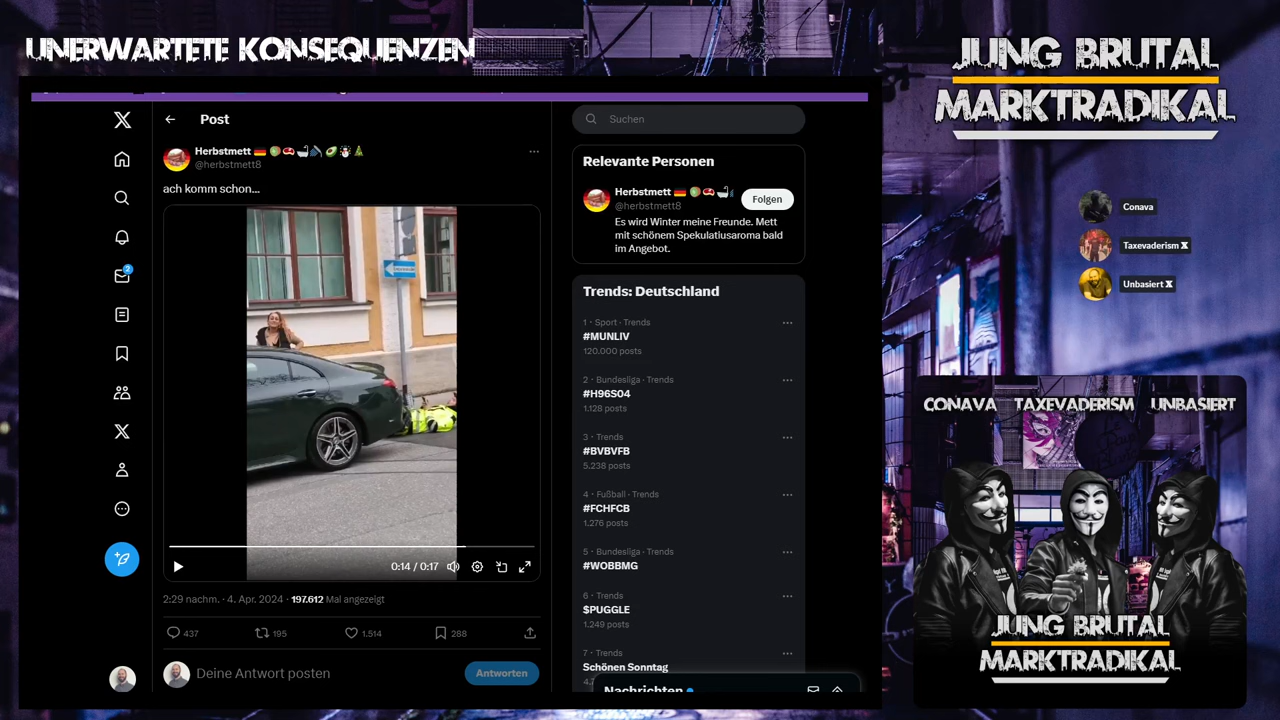 UNERWARTETE KONSEQUENZEN
JUNG BRUTAL
MARKTRADIKAL
Conava
Taxevaderism X
Unbasiert X
Post
Herbstmett
@herbstmett8
ach komm schon...
0:14 / 0:17
2:29 nachm. · 4. Apr. 2024 · 197.612 Mal angezeigt
437
195
1.514
288
Deine Antwort posten
Antworten
2
Suchen
Relevante Personen
Herbstmett
@herbstmett8
Folgen
Es wird Winter meine Freunde. Mett
mit schönem Spekulatiusaroma bald
im Angebot.
Trends: Deutschland
1 · Sport · Trends
#MUNLIV
120.000 posts
2 · Bundesliga · Trends
#H96S04
1.128 posts
3 · Trends
#BVBVFB
5.238 posts
4 · Fußball · Trends
#FCHFCB
1.276 posts
5 · Bundesliga · Trends
#WOBBMG
6 · Trends
$PUGGLE
1.249 posts
7 · Trends
Schönen Sonntag
Nachrichten
CONAVA TAXEVADERISM UNBASIERT
JUNG BRUTAL
MARKTRADIKAL